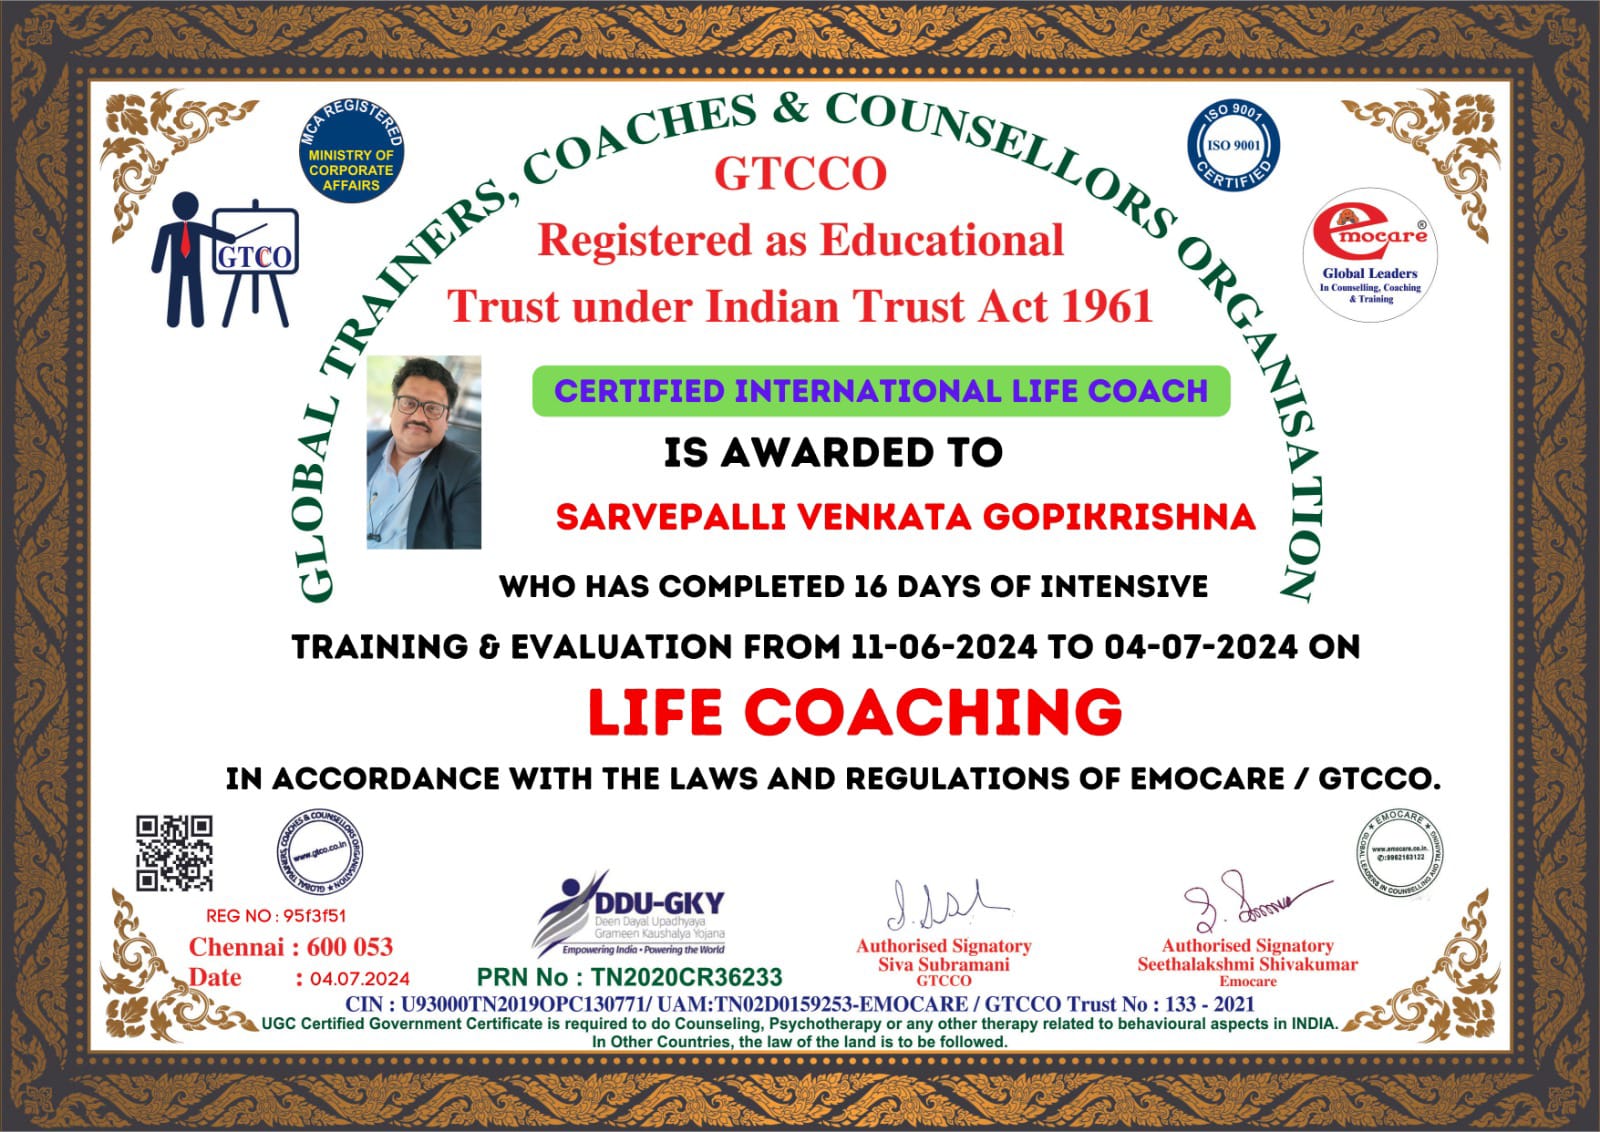 GLOBAL TRAINERS, COACHES & COUNSELLORS ORGANISATION
MCA REGISTERED
MINISTRY OF
CORPORATE
AFFAIRS
ISO 9001
ISO 9001
CERTIFIED
GTCCO
Registered as Educational
Trust under Indian Trust Act 1961
GTCO
emocare®
Global Leaders
In Counselling, Coaching
& Training
CERTIFIED INTERNATIONAL LIFE COACH
IS AWARDED TO
SARVEPALLI VENKATA GOPIKRISHNA
WHO HAS COMPLETED 16 DAYS OF INTENSIVE
TRAINING & EVALUATION FROM 11-06-2024 TO 04-07-2024 ON
LIFE COACHING
IN ACCORDANCE WITH THE LAWS AND REGULATIONS OF EMOCARE / GTCCO.
GLOBAL TRAINERS, COACHES & COUNSELLORS ORGANISATION
www.gtco.co.in
EMOCARE
GLOBAL LEADERS IN COUNSELLING AND TRAINING
www.emocare.co.in
✆:9962163122
REG NO : 95f3f51
Chennai : 600 053
Date : 04.07.2024
DDU-GKY
Deen Dayal Upadhyaya
Grameen Kaushalya Yojana
Empowering India • Powering the World
PRN No : TN2020CR36233
Authorised Signatory
Siva Subramani
GTCCO
Authorised Signatory
Seethalakshmi Shivakumar
Emocare
CIN : U93000TN2019OPC130771/ UAM:TN02D0159253-EMOCARE / GTCCO Trust No : 133 - 2021
UGC Certified Government Certificate is required to do Counseling, Psychotherapy or any other therapy related to behavioural aspects in INDIA.
In Other Countries, the law of the land is to be followed.